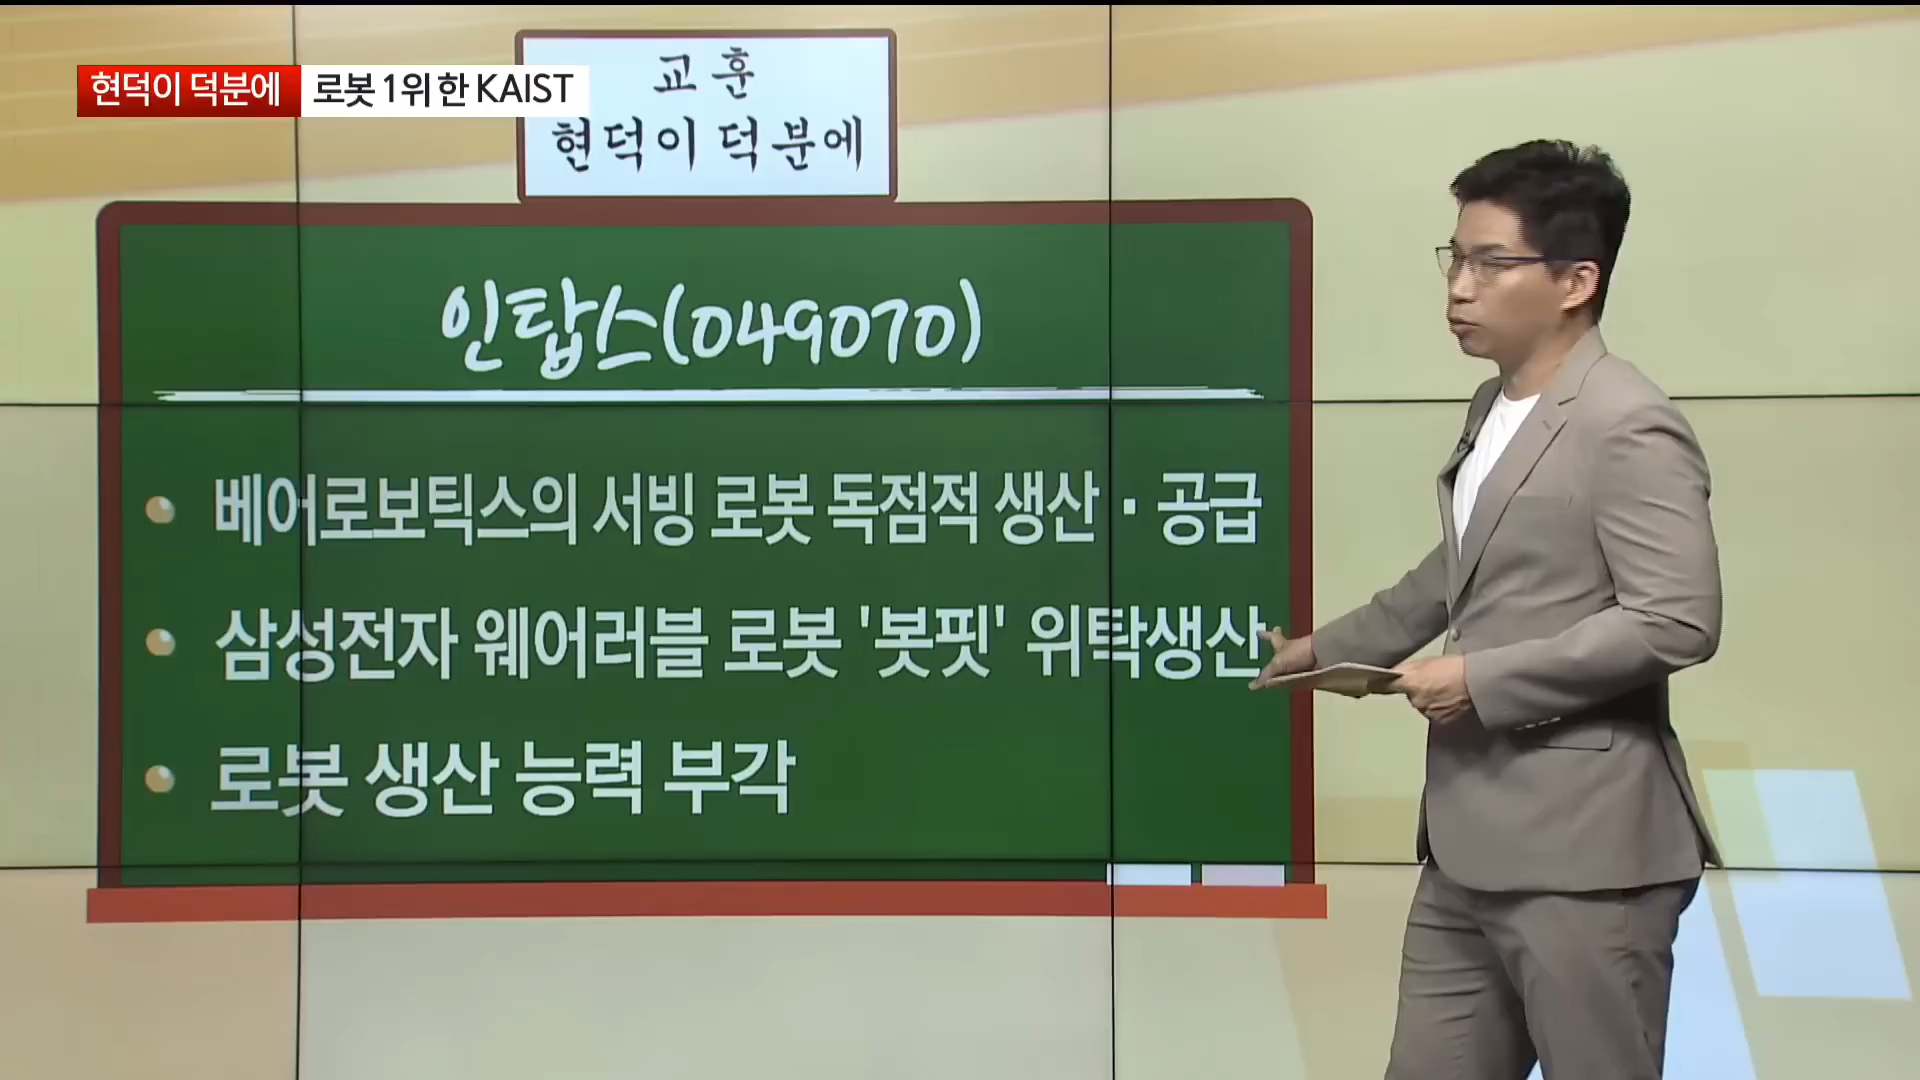 현덕이 덕분에 로봇 1위 한 KAIST
교훈
현덕이 덕분에
인탑스(049070)
베어로보틱스의 서빙 로봇 독점적 생산·공급
삼성전자 웨어러블 로봇 '봇핏' 위탁생산
로봇 생산 능력 부각